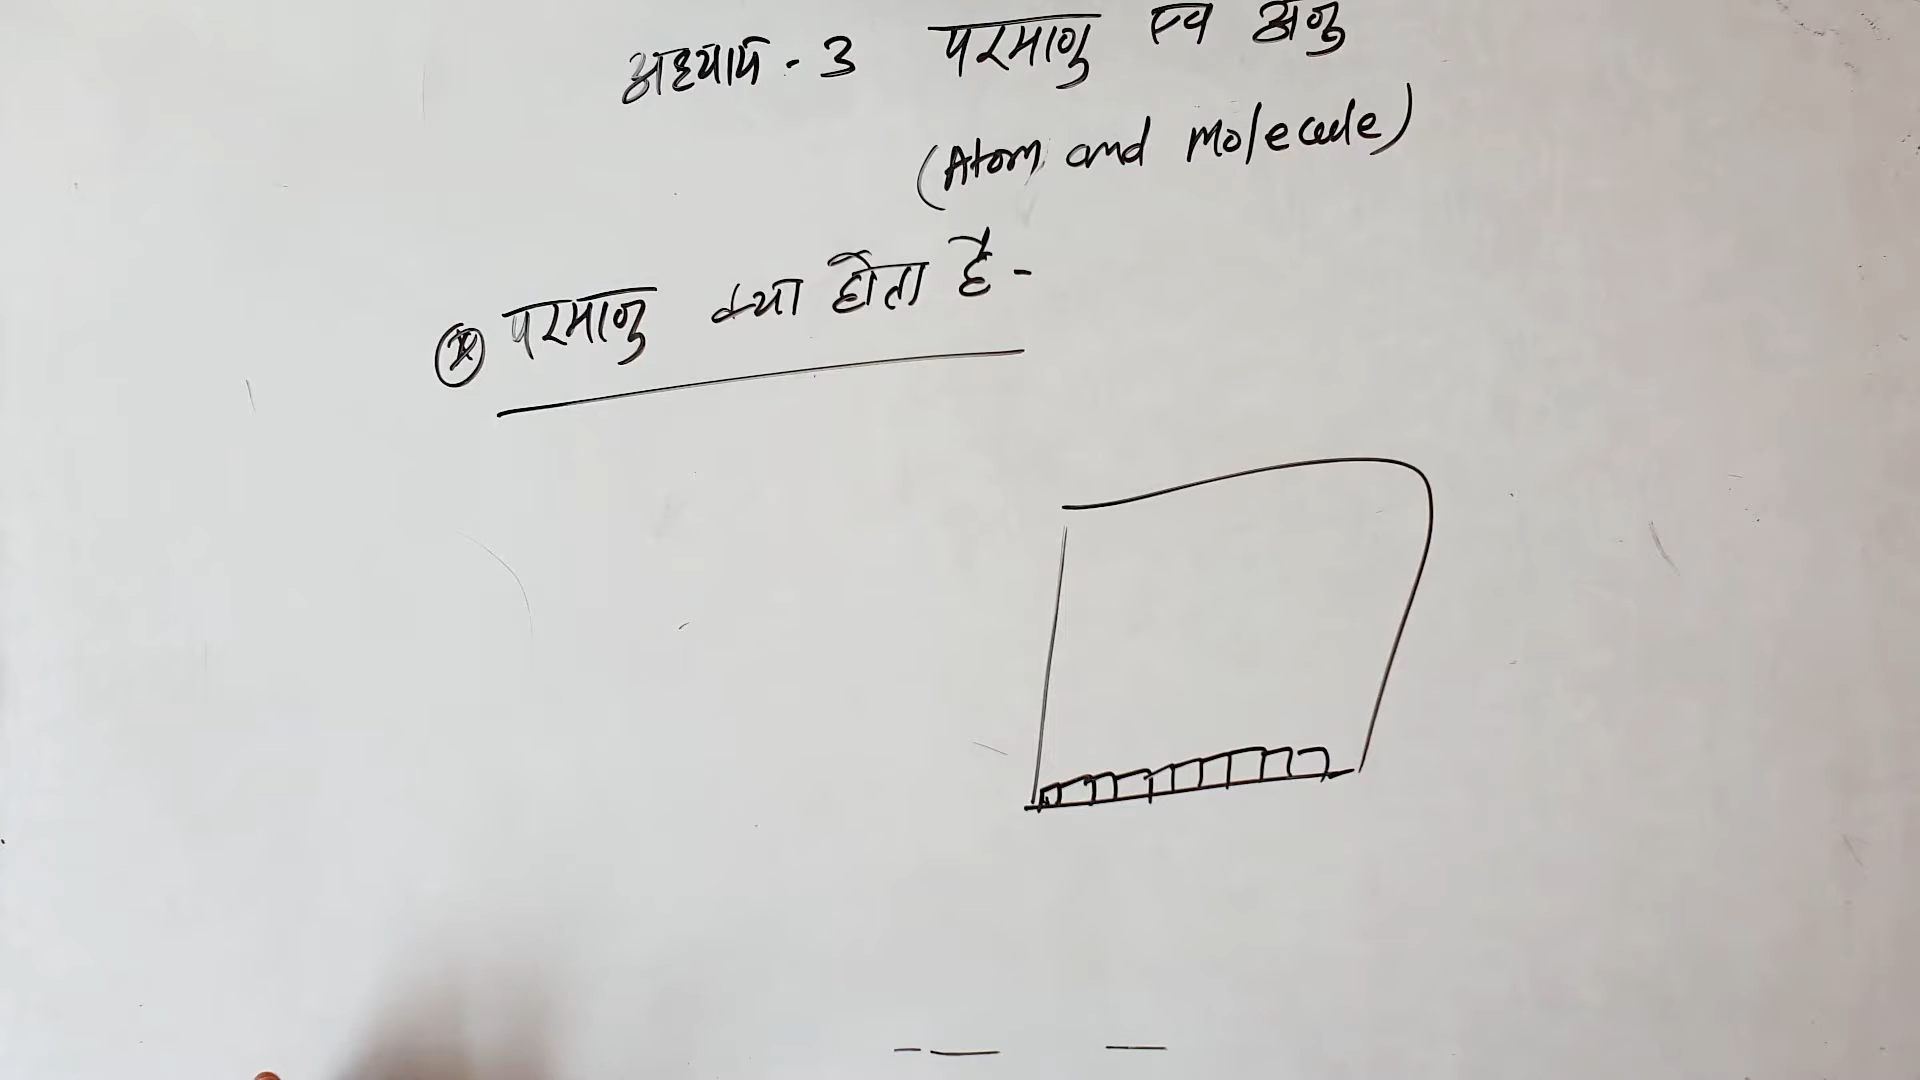 अध्याय - 3 परमाणु एवं अणु
(Atom and Molecule)
परमाणु क्या होता है -